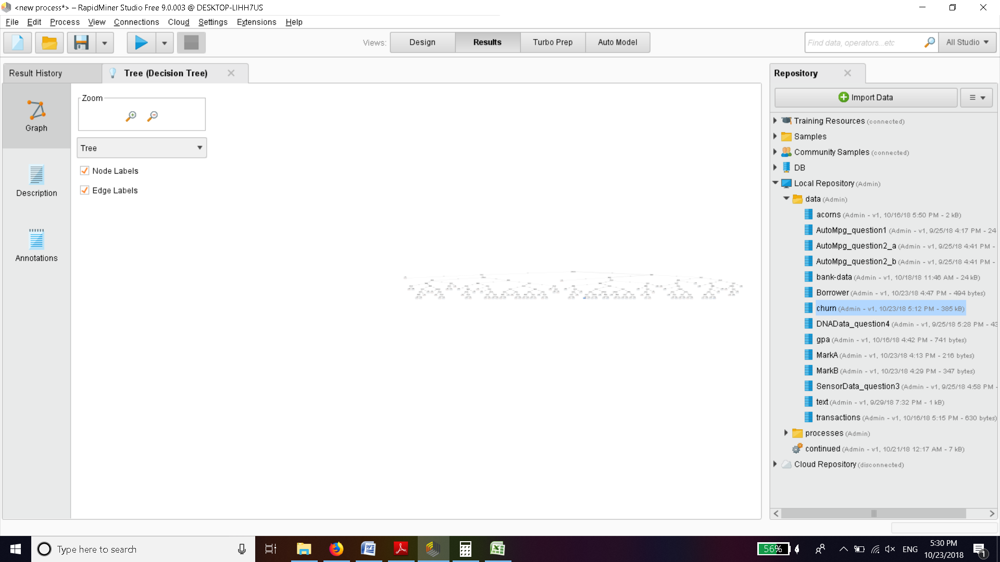 <new process*> – RapidMiner Studio Free 9.0.003 @ DESKTOP-LIHH7US
File Edit Process View Connections Cloud Settings Extensions Help
Views: Design Results Turbo Prep Auto Model
Find data, operators...etc
All Studio
Result History
Tree (Decision Tree)
Repository
Zoom
Import Data
Graph
Tree
Node Labels
Edge Labels
Description
Annotations
Training Resources (connected)
Samples
Community Samples (connected)
DB
Local Repository (Admin)
data (Admin)
acorns (Admin - v1, 10/16/18 5:50 PM - 2 kB)
AutoMpg_question1 (Admin - v1, 9/25/18 4:17 PM - 24
AutoMpg_question2_a (Admin - v1, 9/25/18 4:41 PM -
AutoMpg_question2_b (Admin - v1, 9/25/18 4:41 PM -
bank-data (Admin - v1, 10/18/18 11:46 AM - 24 kB)
Borrower (Admin - v1, 10/23/18 4:47 PM - 494 bytes)
churn (Admin - v1, 10/23/18 5:12 PM - 385 kB)
DNAData_question4 (Admin - v1, 9/25/18 5:28 PM - 43
gpa (Admin - v1, 10/16/18 4:42 PM - 741 bytes)
MarkA (Admin - v1, 10/23/18 4:13 PM - 216 bytes)
MarkB (Admin - v1, 10/23/18 4:29 PM - 347 bytes)
SensorData_question3 (Admin - v1, 9/25/18 4:58 PM -
text (Admin - v1, 9/29/18 7:32 PM - 1 kB)
transactions (Admin - v1, 10/16/18 5:15 PM - 630 bytes)
processes (Admin)
continued (Admin - v1, 10/21/18 12:17 AM - 7 kB)
Cloud Repository (disconnected)
Type here to search
56%
ENG
5:30 PM
10/23/2018
1